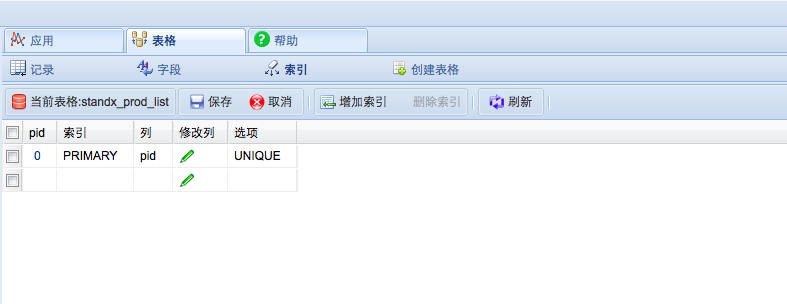 应用 表格 帮助
记录 字段 索引 创建表格
当前表格:standx_prod_list 保存 取消 增加索引 删除索引 刷新
pid 索引 列 修改列 选项
0 PRIMARY pid UNIQUE